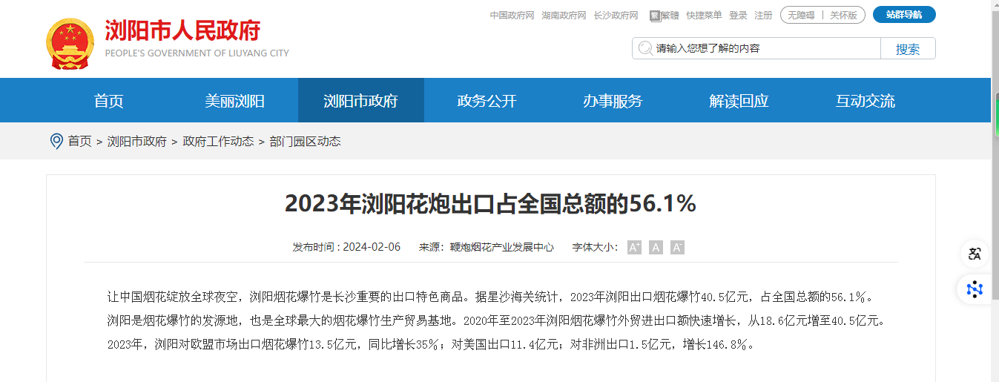 中国政府网 湖南政府网 长沙政府网 繁繁體 快捷菜单 登录 注册 无障碍 | 关怀版 站群导航
浏阳市人民政府
PEOPLE'S GOVERNMENT OF LIUYANG CITY
请输入您想了解的内容 搜索
首页 美丽浏阳 浏阳市政府 政务公开 办事服务 解读回应 互动交流
首页 > 浏阳市政府 > 政府工作动态 > 部门园区动态
2023年浏阳花炮出口占全国总额的56.1%
发布时间 : 2024-02-06 来源：鞭炮烟花产业发展中心 字体大小： A+ A A-
让中国烟花绽放全球夜空，浏阳烟花爆竹是长沙重要的出口特色商品。据星沙海关统计，2023年浏阳出口烟花爆竹40.5亿元，占全国总额的56.1%。
浏阳是烟花爆竹的发源地，也是全球最大的烟花爆竹生产贸易基地。2020年至2023年浏阳烟花爆竹外贸进出口额快速增长，从18.6亿元增至40.5亿元。
2023年，浏阳对欧盟市场出口烟花爆竹13.5亿元，同比增长35%；对美国出口11.4亿元；对非洲出口1.5亿元，增长146.8%。